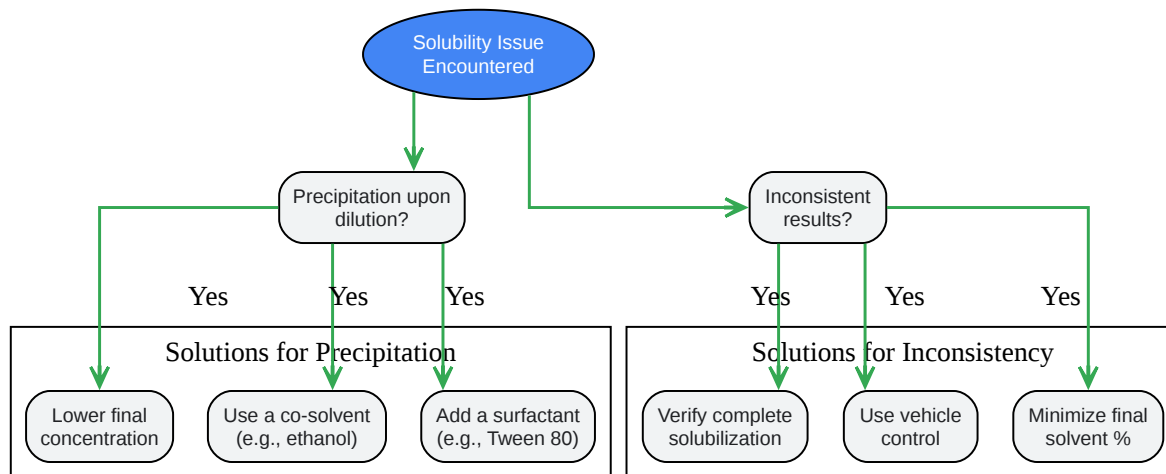 Solubility Issue
Encountered
Precipitation upon
dilution?
Inconsistent
results?
Yes
Yes
Yes
Yes
Yes
Yes
Solutions for Precipitation
Solutions for Inconsistency
Lower final
concentration
Use a co-solvent
(e.g., ethanol)
Add a surfactant
(e.g., Tween 80)
Verify complete
solubilization
Use vehicle
control
Minimize final
solvent %